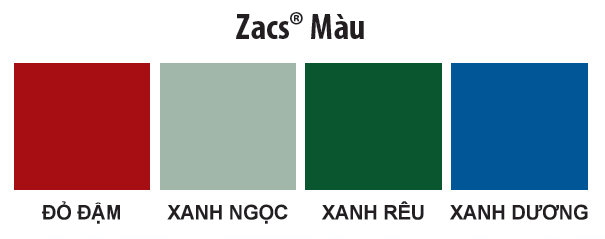 Zacs® Màu
ĐỎ ĐẬM XANH NGỌC XANH RÊU XANH DƯƠNG